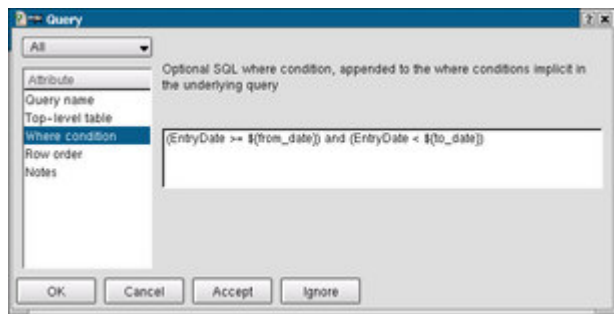 Query
All
Attribute
Query name
Top-level table
Where condition
Row order
Notes
Optional SQL where condition, appended to the where conditions implicit in
the underlying query
(EntryDate >= $(from_date)) and (EntryDate < $(to_date))
OK Cancel Accept Ignore